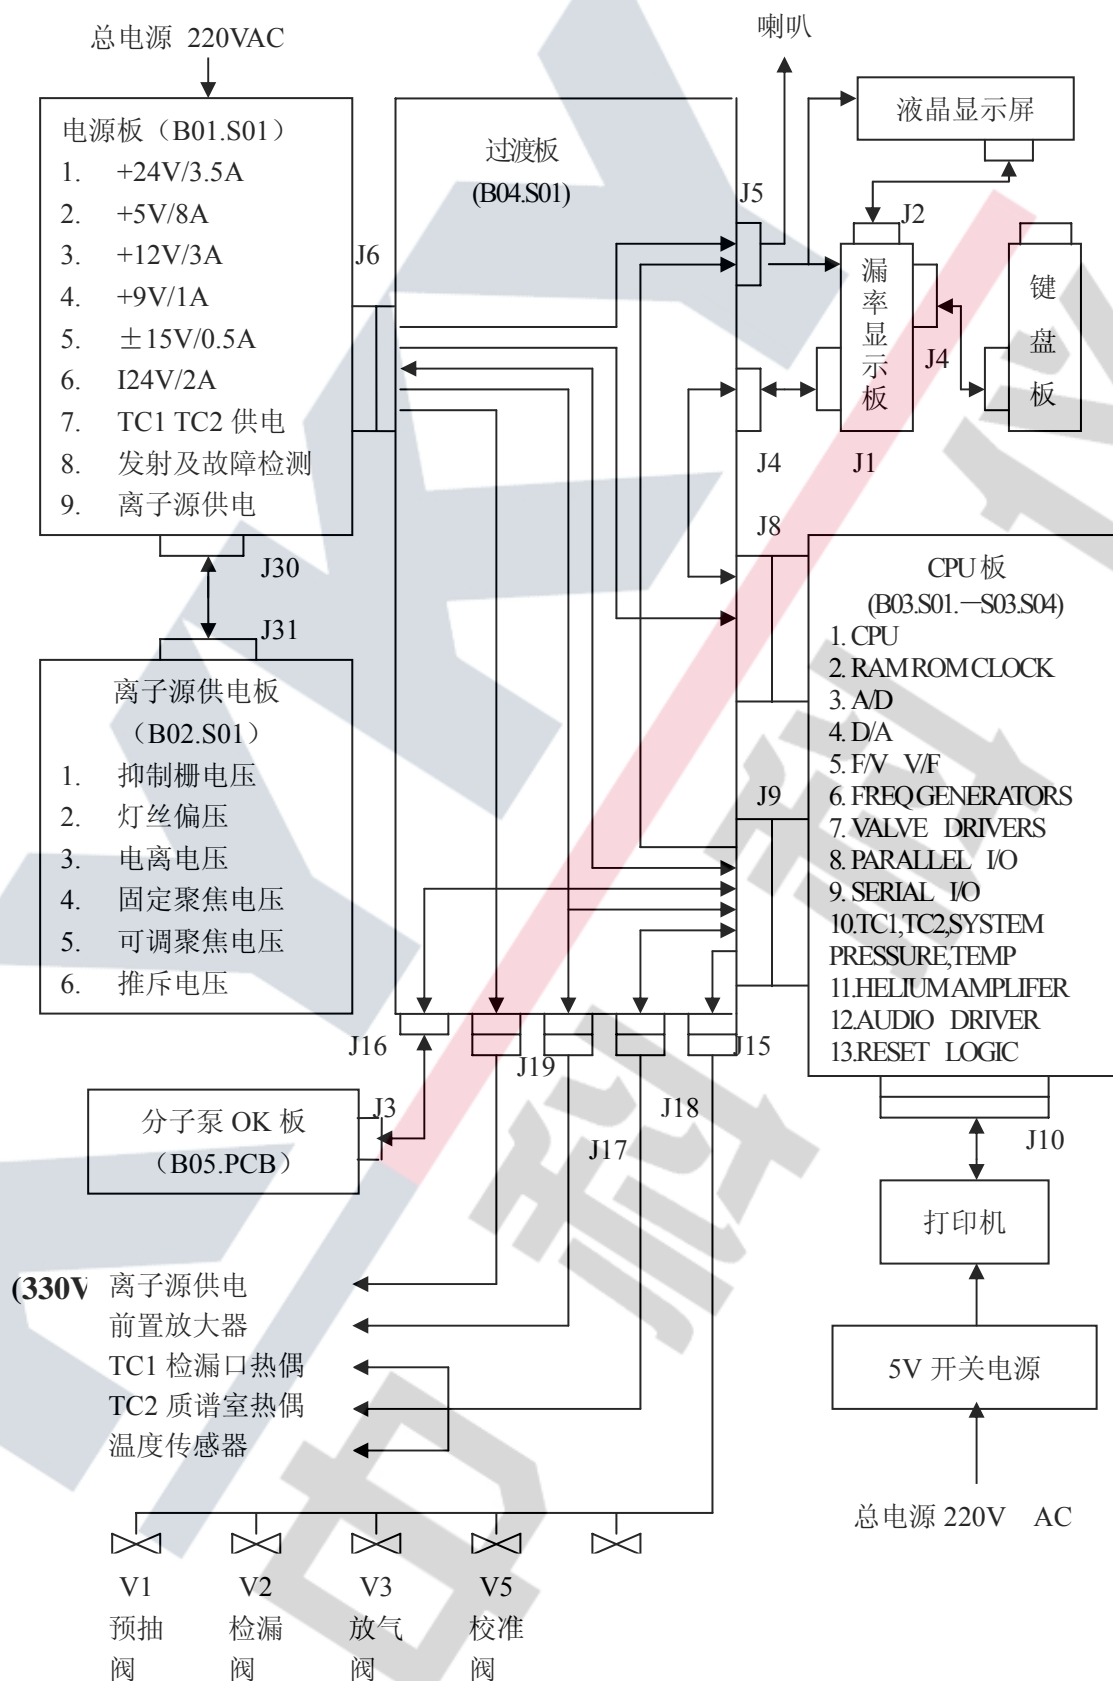 总电源 220VAC
喇叭
电源板（B01.S01）
1. +24V/3.5A
2. +5V/8A
3. +12V/3A
4. +9V/1A
5. ±15V/0.5A
6. I24V/2A
7. TC1 TC2 供电
8. 发射及故障检测
9. 离子源供电
J6
过渡板
(B04.S01)
J5
液晶显示屏
J2
漏率显示板
J4
键盘板
J4
J1
J30
J31
离子源供电板
（B02.S01）
1. 抑制栅电压
2. 灯丝偏压
3. 电离电压
4. 固定聚焦电压
5. 可调聚焦电压
6. 推斥电压
J8
J9
CPU 板
(B03.S01.—S03.S04)
1. CPU
2. RAM ROM CLOCK
3. A/D
4. D/A
5. F/V V/F
6. FREQ GENERATORS
7. VALVE DRIVERS
8. PARALLEL I/O
9. SERIAL I/O
10.TC1,TC2,SYSTEM
PRESSURE,TEMP
11.HELIUM AMPLIFER
12.AUDIO DRIVER
13.RESET LOGIC
J16
J19
J15
J3
J18
J17
J10
分子泵 OK 板
（B05.PCB）
打印机
(330V 离子源供电
前置放大器
TC1 检漏口热偶
TC2 质谱室热偶
温度传感器
5V 开关电源
总电源 220V AC
V1
预抽
阀
V2
检漏
阀
V3
放气
阀
V5
校准
阀
KYKY
中科仪